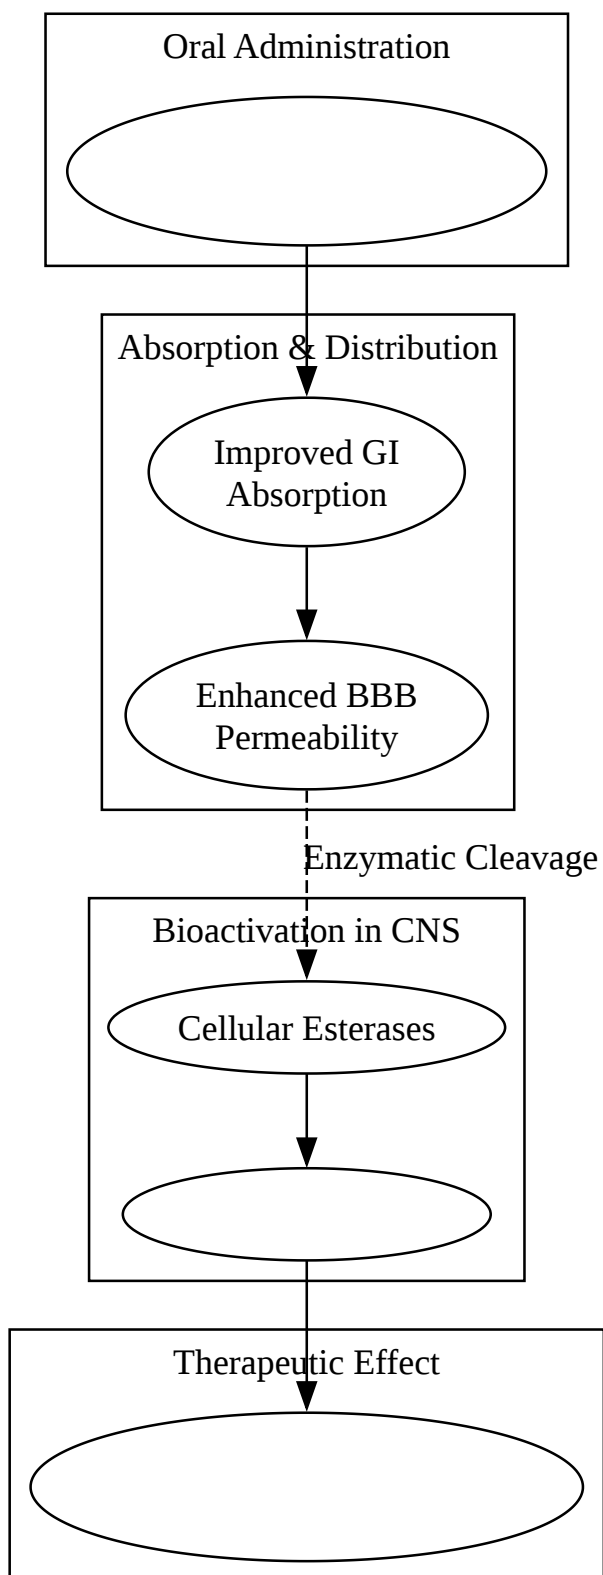 Oral Administration
Absorption & Distribution
Improved GI
Absorption
Enhanced BBB
Permeability
Enzymatic Cleavage
Bioactivation in CNS
Cellular Esterases
Therapeutic Effect